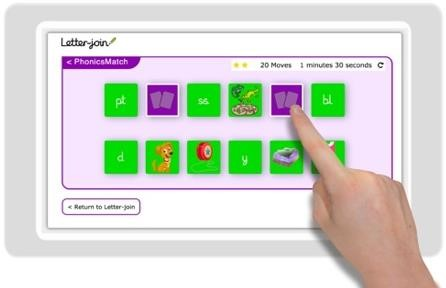 Letter-join
< PhonicsMatch
20 Moves 1 minutes 30 seconds
pt ss bl
d y
< Return to Letter-join